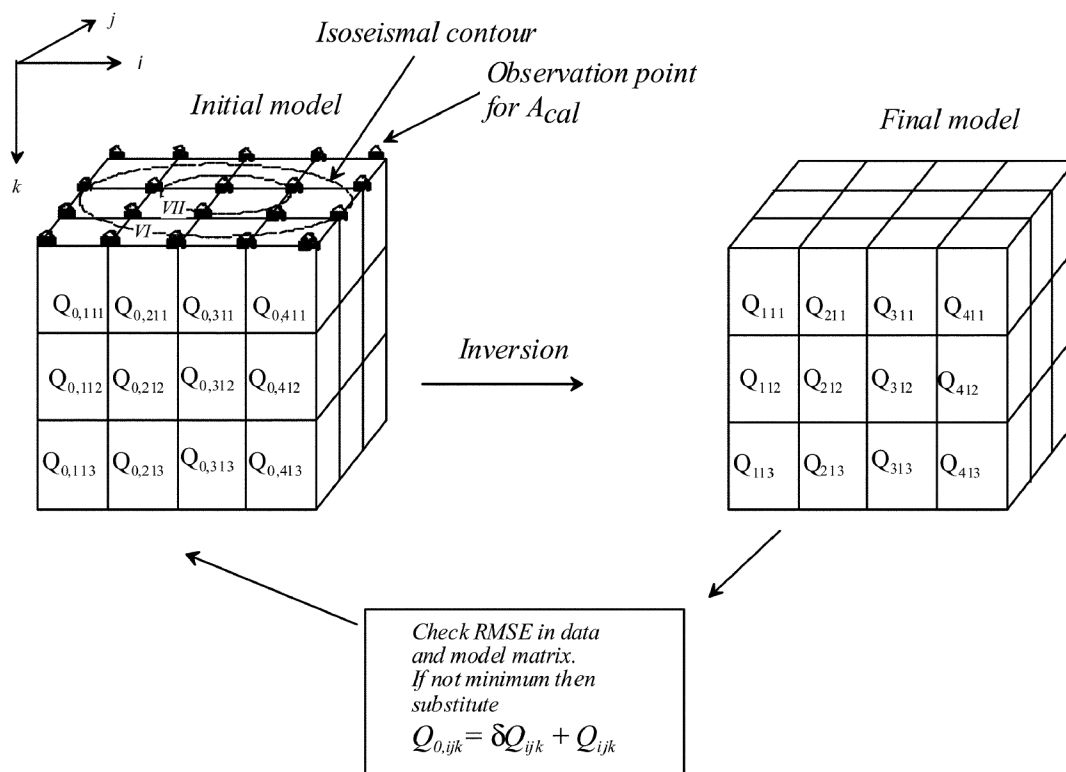 j
i
k
Isoseismal contour
Observation point
for Acal
Initial model
Final model
VII
VI
Q0,111 Q0,211 Q0,311 Q0,411
Q0,112 Q0,212 Q0,312 Q0,412
Q0,113 Q0,213 Q0,313 Q0,413
Inversion
Q111 Q211 Q311 Q411
Q112 Q212 Q312 Q412
Q113 Q213 Q313 Q413
Check RMSE in data
and model matrix.
If not minimum then
substitute
Q0,ijk= δQijk + Qijk